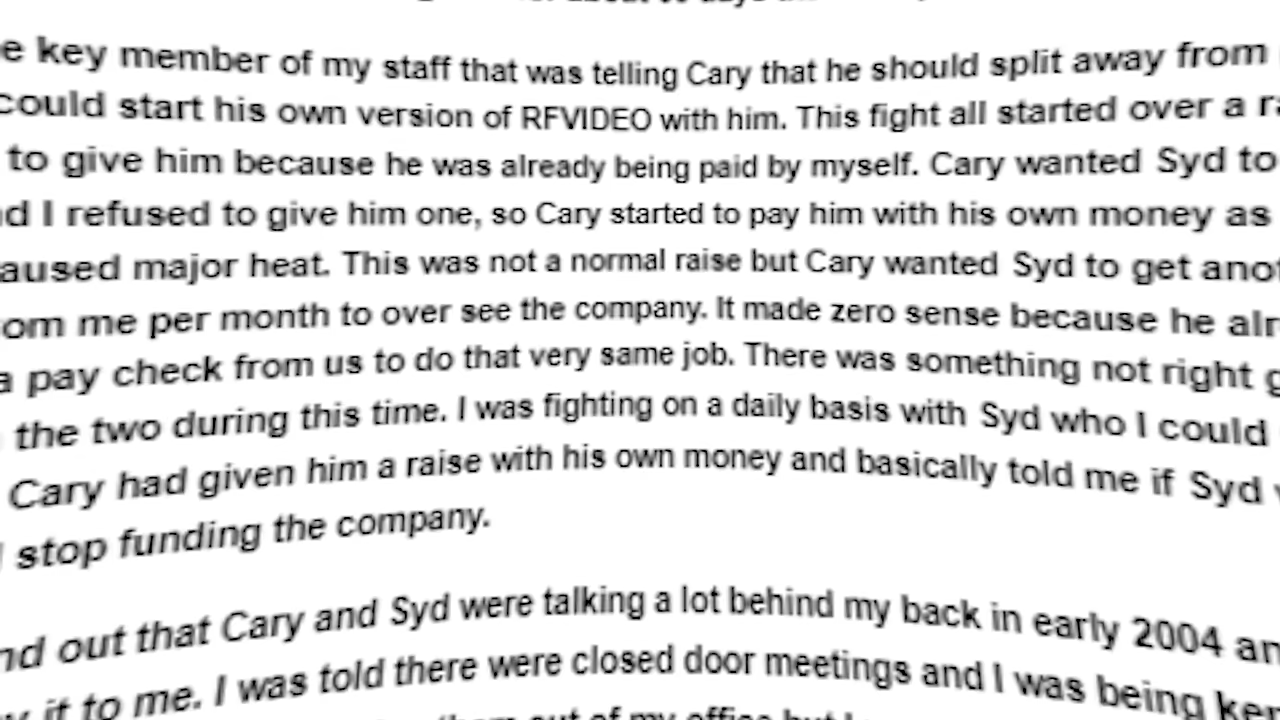 key member of my staff that was telling Cary that he should split away from
could start his own version of RFVIDEO with him. This fight all started over a
to give him because he was already being paid by myself. Cary wanted Syd to
I refused to give him one, so Cary started to pay him with his own money as
major heat. This was not a normal raise but Cary wanted Syd to get
me per month to over see the company. It made zero sense because he
a pay check from us to do that very same job. There was something not right
the two during this time. I was fighting on a daily basis with Syd who I could
Cary had given him a raise with his own money and basically told me if Syd
stop funding the company.
out that Cary and Syd were talking a lot behind my back in early 2004
it to me. I was told there were closed door meetings and I was being
out of my office but